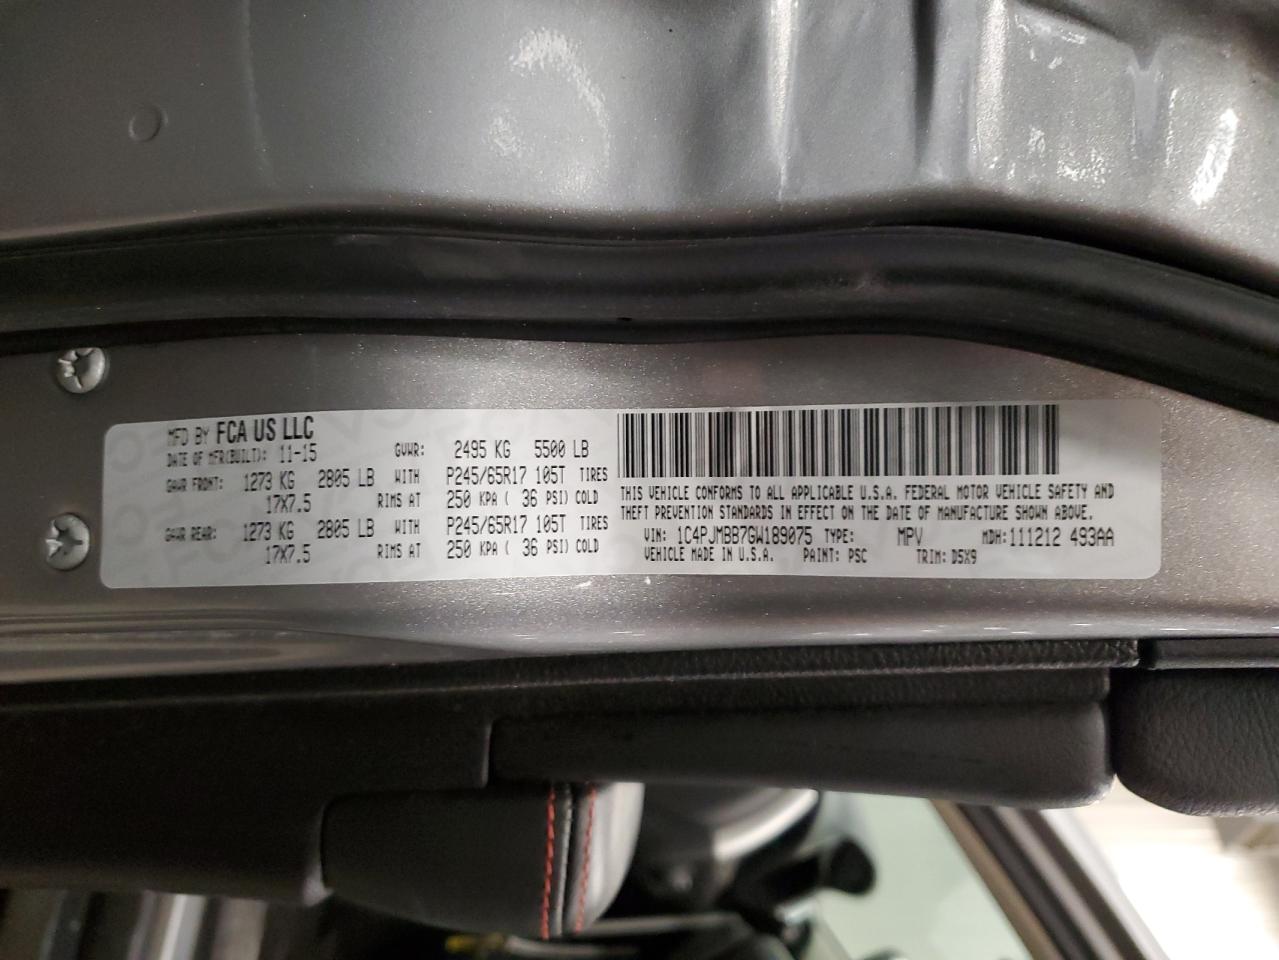 MFD BY FCA US LLC
DATE OF MFR(BUILT): 11-15 GVWR: 2495 KG 5500 LB
GAWR FRONT: 1273 KG 2805 LB WITH P245/65R17 105T TIRES
17X7.5 RIMS AT 250 KPA ( 36 PSI) COLD
GAWR REAR: 1273 KG 2805 LB WITH P245/65R17 105T TIRES
17X7.5 RIMS AT 250 KPA ( 36 PSI) COLD
THIS VEHICLE CONFORMS TO ALL APPLICABLE U.S.A. FEDERAL MOTOR VEHICLE SAFETY AND
THEFT PREVENTION STANDARDS IN EFFECT ON THE DATE OF MANUFACTURE SHOWN ABOVE.
VIN: 1C4PJMBB7GW189075 TYPE: MPV MDH: 111212 493AA
VEHICLE MADE IN U.S.A. PAINT: PSC TRIM: D5X9